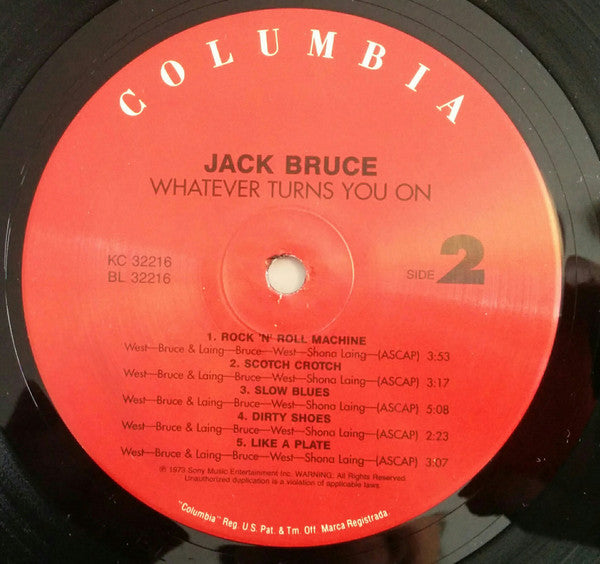 COLUMBIA
JACK BRUCE
WHATEVER TURNS YOU ON
KC 32216
BL 32216
SIDE 2
1. ROCK 'N' ROLL MACHINE
West—Bruce & Laing—Bruce—West—Shona Laing—(ASCAP) 3:53
2. SCOTCH CROTCH
West—Bruce & Laing—Bruce—West—Shona Laing—(ASCAP) 3:17
3. SLOW BLUES
West—Bruce & Laing—Bruce—West—Shona Laing—(ASCAP) 5:08
4. DIRTY SHOES
West—Bruce & Laing—Bruce—West—Shona Laing—(ASCAP) 2:23
5. LIKE A PLATE
West—Bruce & Laing—Bruce—West—Shona Laing—(ASCAP) 3:07
℗ 1973 Sony Music Entertainment Inc. WARNING: All Rights Reserved.
Unauthorized duplication is a violation of applicable laws.
"Columbia" Reg. U.S. Pat. & Tm. Off. Marca Registrada.